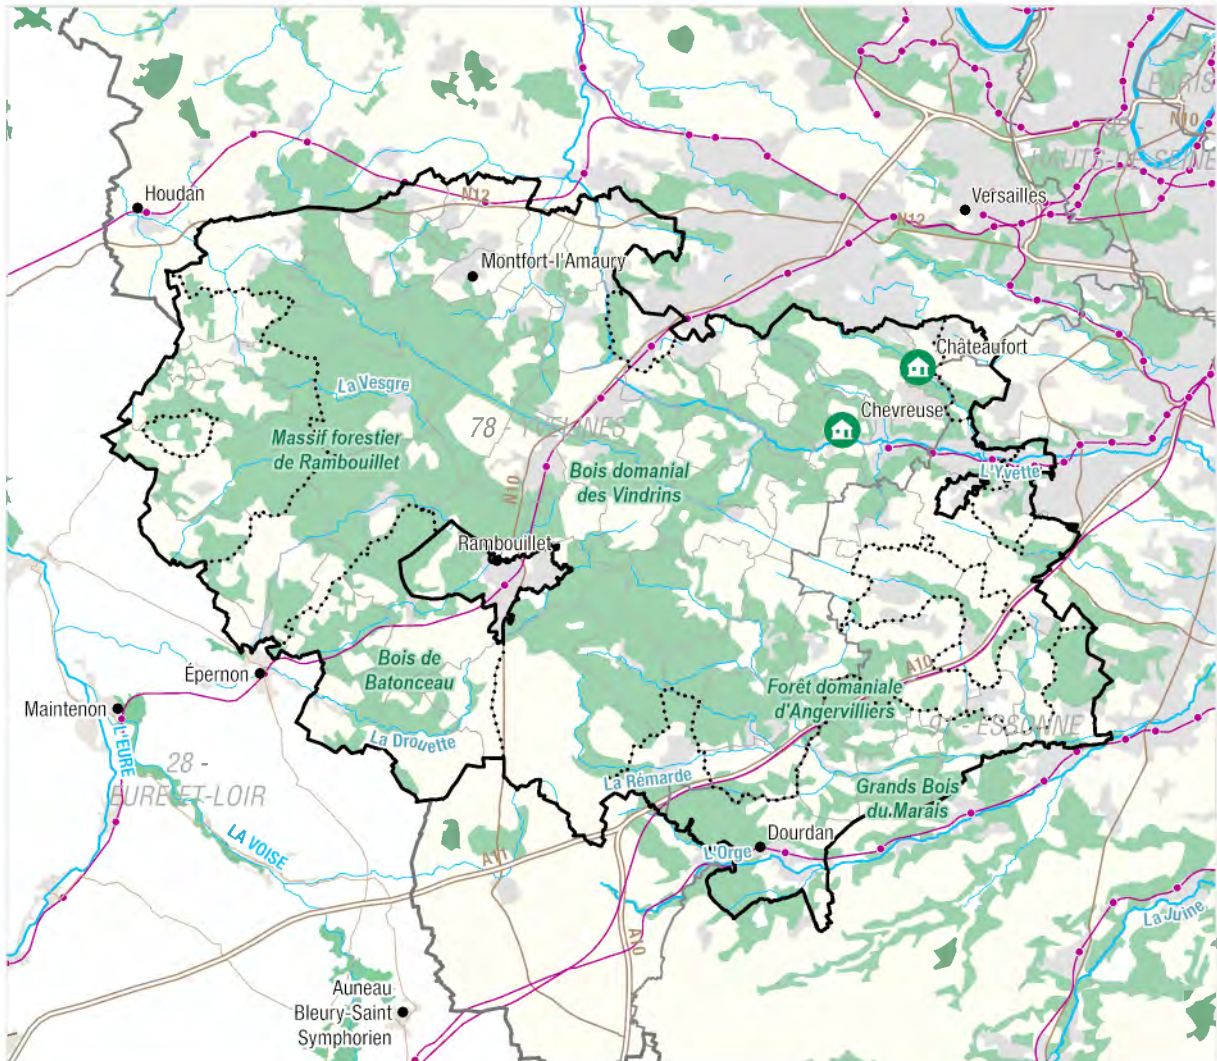 PARIS
N10
92 -
HAUTS-DE-SEINE
Houdan
N12
Versailles
N12
Montfort-l'Amaury
Châteaufort
La Vesgre
Chevreuse
78 - YVELINES
Massif forestier
de Rambouillet
Bois domanial
des Vindrins
L'Yvette
N10
Rambouillet
Épernon
Bois de
Batonceau
A10
Maintenon
Forêt domaniale
d'Angervilliers
L'EURE
La Drouette
91 - ESSONNE
28 -
EURE-ET-LOIR
La Rémarde
Grands Bois
du Marais
LA VOISE
Dourdan
A11
L'Orge
La Juine
A10
Auneau
Bleury-Saint
Symphorien